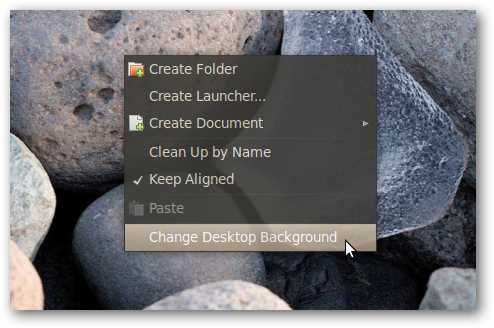 Create Folder
Create Launcher...
Create Document
Clean Up by Name
Keep Aligned
Paste
Change Desktop Background